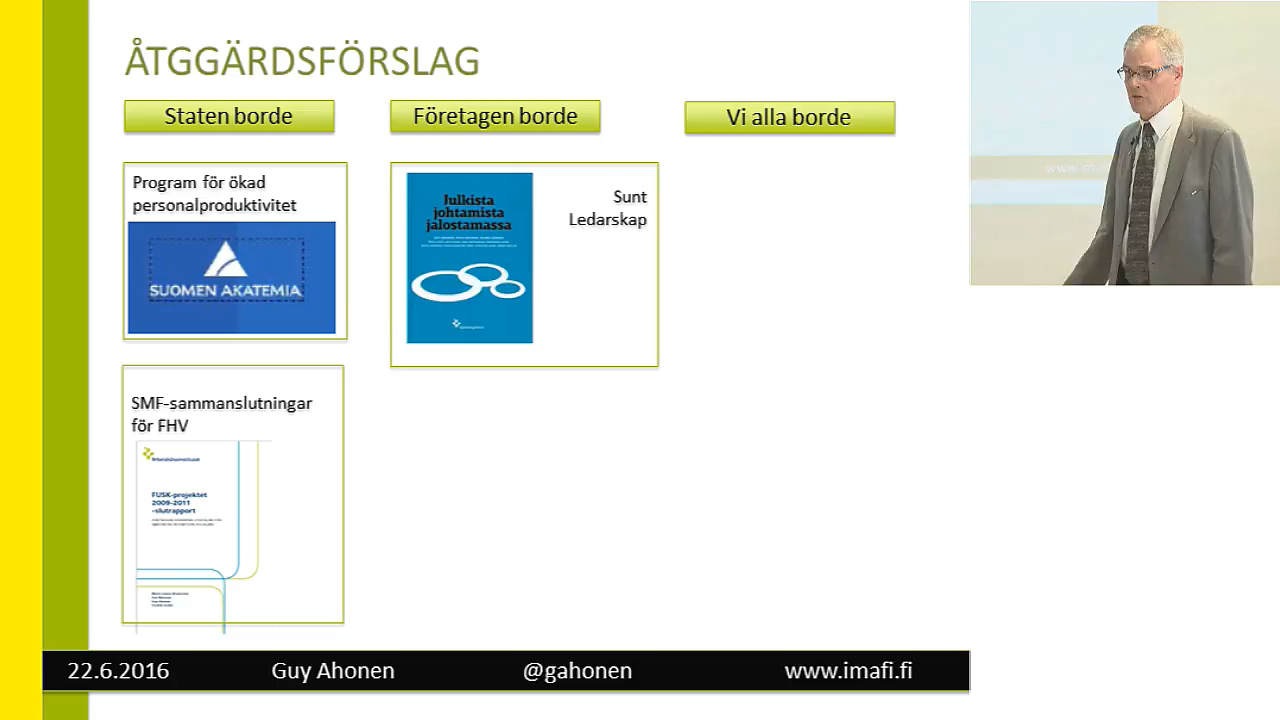 ÅTGGÄRDSFÖRSLAG
Staten borde
Företagen borde
Vi alla borde
Program för ökad
personalproduktivitet
SUOMEN AKATEMIA
Julkista
johtamista
jalostamassa
Sunt
Ledarskap
SMF-sammanslutningar
för FHV
FUSK-projektet
2009-2011
-slutrapport
22.6.2016
Guy Ahonen
@gahonen
www.imafi.fi